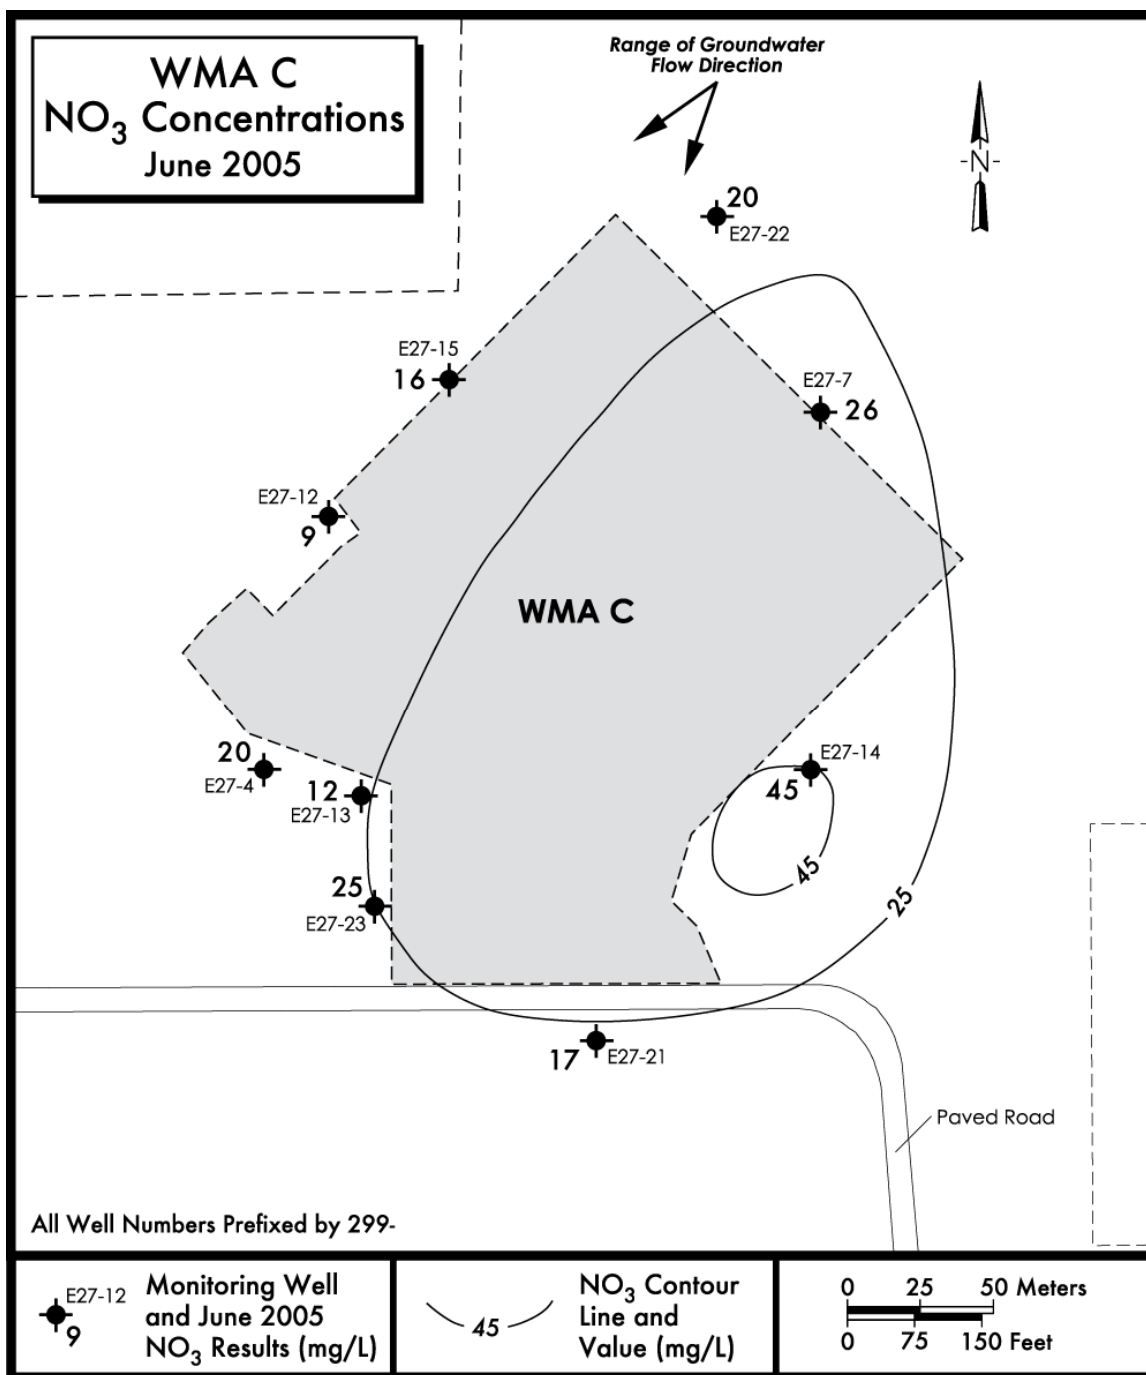 WMA C
NO₃ Concentrations
June 2005
Range of Groundwater
Flow Direction
-N-
20
E27-22
E27-15
16
E27-7
26
E27-12
9
WMA C
20
E27-4
12
E27-13
E27-14
45
45
25
25
E27-23
17
E27-21
Paved Road
All Well Numbers Prefixed by 299-
E27-12
9
Monitoring Well
and June 2005
NO₃ Results (mg/L)
45
NO₃ Contour
Line and
Value (mg/L)
0 25 50 Meters
0 75 150 Feet